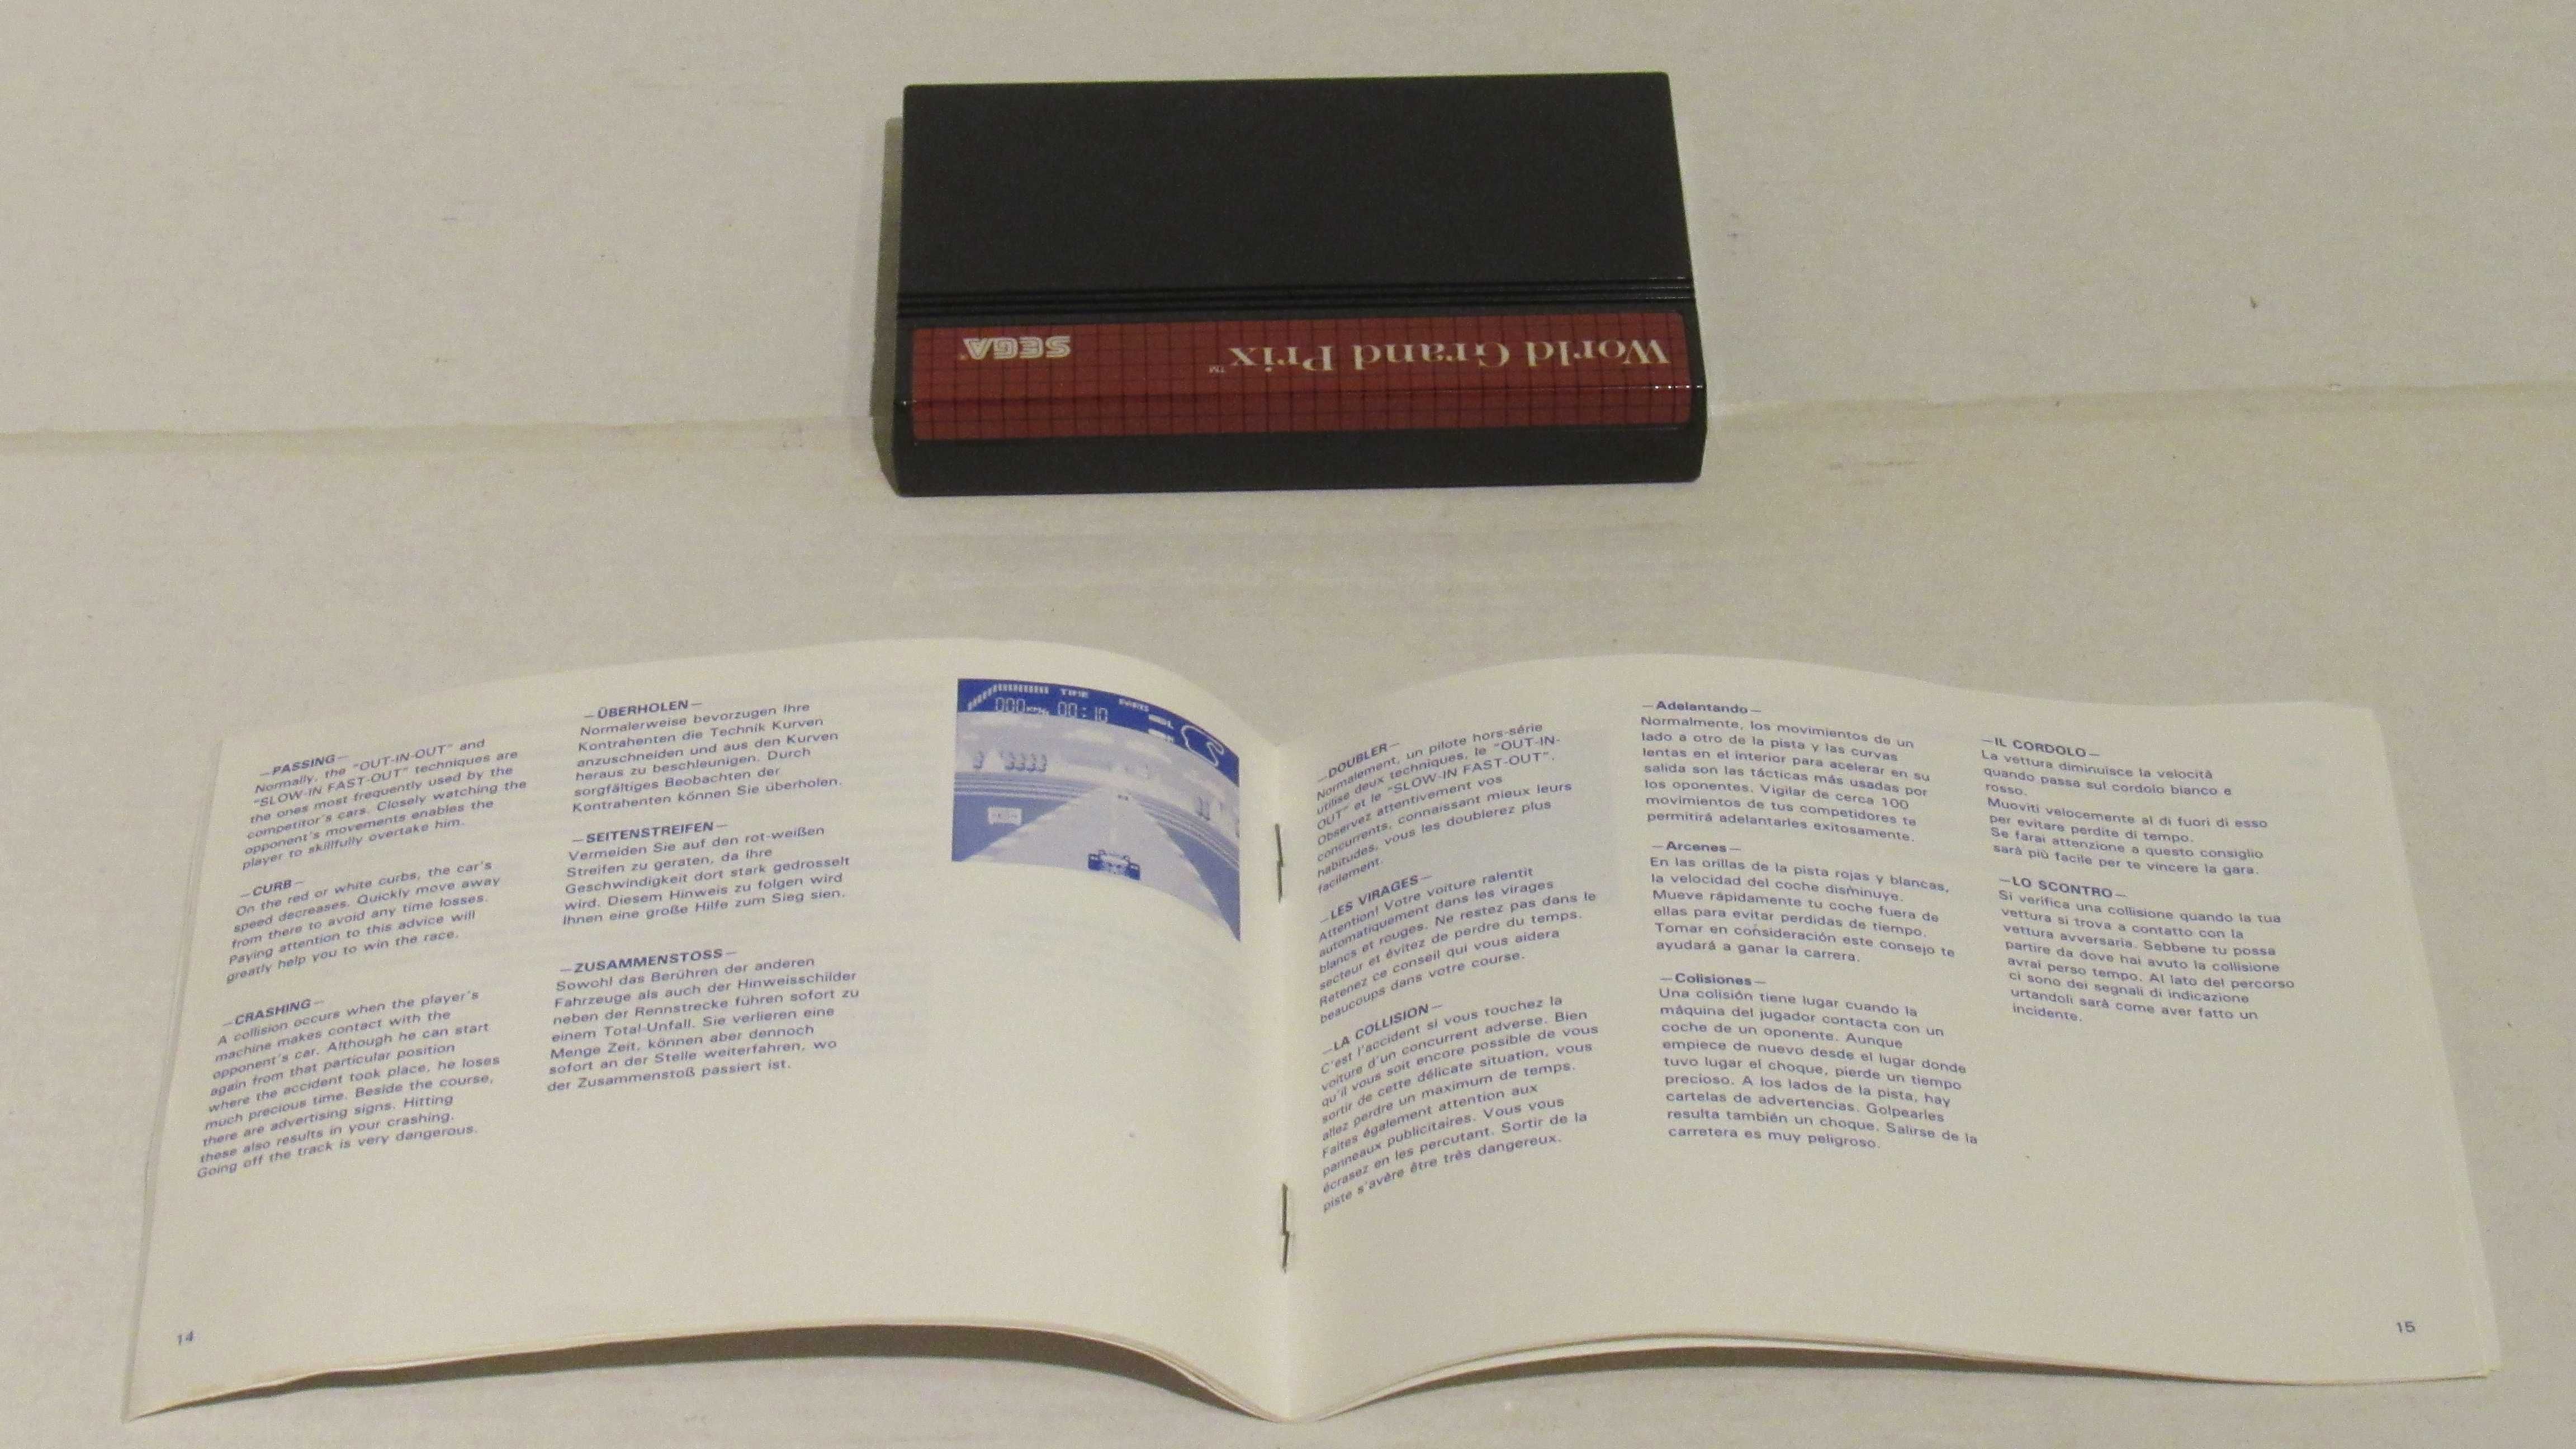 World Grand Prix™
SEGA®
—PASSING—
Normally, the "OUT-IN-OUT" and
"SLOW-IN FAST-OUT" techniques are
the ones most frequently used by the
competitor's cars. Closely watching the
opponent's movements enables the
player to skillfully overtake him.
—CURB—
On the red or white curbs, the car's
speed decreases. Quickly move away
from there to avoid any time losses.
Paying attention to this advice will
greatly help you to win the race.
—CRASHING—
A collision occurs when the player's
machine makes contact with the
opponent's car. Although he can start
again from that particular position
where the accident took place, he loses
much precious time. Beside the course,
there are advertising signs. Hitting
these also results in your crashing.
Going off the track is very dangerous.
14
—ÜBERHOLEN—
Normalerweise bevorzugen Ihre
Kontrahenten die Technik Kurven
anzuschneiden und aus den Kurven
heraus zu beschleunigen. Durch
sorgfältiges Beobachten der
Kontrahenten können Sie überholen.
—SEITENSTREIFEN—
Vermeiden Sie auf den rot-weißen
Streifen zu geraten, da Ihre
Geschwindigkeit dort stark gedrosselt
wird. Diesem Hinweis zu folgen wird
Ihnen eine große Hilfe zum Sieg sien.
—ZUSAMMENSTOSS—
Sowohl das Berühren der anderen
Fahrzeuge als auch der Hinweisschilder
neben der Rennstrecke führen sofort zu
einem Total-Unfall. Sie verlieren eine
Menge Zeit, können aber dennoch
sofort an der Stelle weiterfahren, wo
der Zusammenstoß passiert ist.
TIME
000 00:10
—DOUBLER—
Normalement, un pilote hors-série
utilise deux techniques, le "OUT-IN-
OUT" et le "SLOW-IN FAST-OUT".
Observez attentivement vos
concurrents, connaissant mieux leurs
habitudes, vous les doublerez plus
facilement.
—LES VIRAGES—
Attention! Votre voiture ralentit
automatiquement dans les virages
blancs et rouges. Ne restez pas dans le
secteur et évitez de perdre du temps.
Retenez ce conseil qui vous aidera
beaucoups dans votre course.
—LA COLLISION—
C'est l'accident si vous touchez la
voiture d'un concurrent adverse. Bien
qu'il vous soit encore possible de vous
sortir de cette délicate situation, vous
allez perdre un maximum de temps.
Faites également attention aux
panneaux publicitaires. Vous vous
écrasez en les percutant. Sortir de la
piste s'avère être très dangereux.
—Adelantando—
Normalmente, los movimientos de un
lado a otro de la pista y las curvas
lentas en el interior para acelerar en su
salida son las tácticas más usadas por
los oponentes. Vigilar de cerca 100
movimientos de tus competidores te
permitirá adelantarles exitosamente.
—Arcenes—
En las orillas de la pista rojas y blancas,
la velocidad del coche disminuye.
Mueve rápidamente tu coche fuera de
ellas para evitar perdidas de tiempo.
Tomar en consideración este consejo te
ayudará a ganar la carrera.
—Colisiones—
Una colisión tiene lugar cuando la
máquina del jugador contacta con un
coche de un oponente. Aunque
empiece de nuevo desde el lugar donde
tuvo lugar el choque, pierde un tiempo
precioso. A los lados de la pista, hay
cartelas de advertencias. Golpearles
resulta también un choque. Salirse de la
carretera es muy peligroso.
—IL CORDOLO—
La vettura diminuisce la velocità
quando passa sul cordolo bianco e
rosso.
Muoviti velocemente al di fuori di esso
per evitare perdite di tempo.
Se farai attenzione a questo consiglio
sarà più facile per te vincere la gara.
—LO SCONTRO—
Si verifica una collisione quando la tua
vettura si trova a contatto con la
vettura avversaria. Sebbene tu possa
partire da dove hai avuto la collisione
avrai perso tempo. Al lato del percorso
ci sono dei segnali di indicazione
urtandoli sarà come aver fatto un
incidente.
15